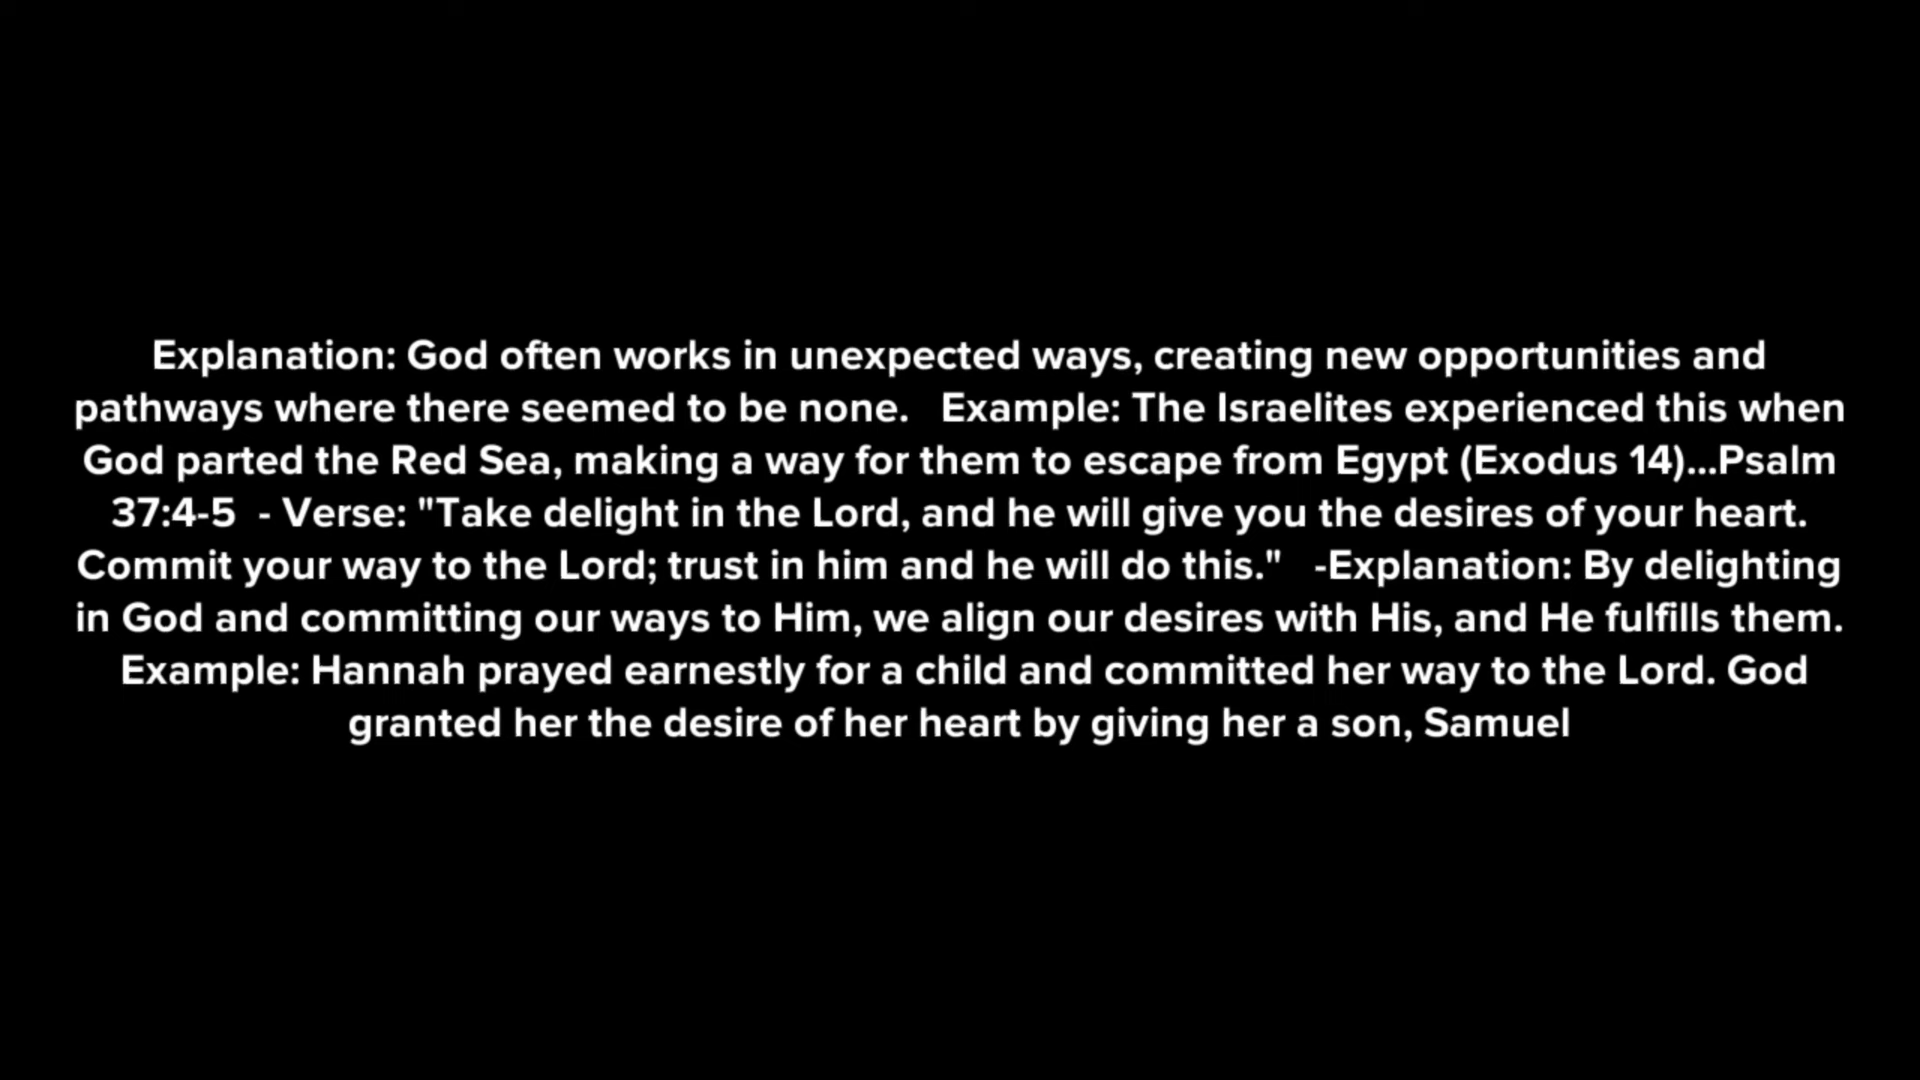 Explanation: God often works in unexpected ways, creating new opportunities and
pathways where there seemed to be none.   Example: The Israelites experienced this when
God parted the Red Sea, making a way for them to escape from Egypt (Exodus 14)...Psalm
37:4-5  - Verse: "Take delight in the Lord, and he will give you the desires of your heart.
Commit your way to the Lord; trust in him and he will do this."   -Explanation: By delighting
in God and committing our ways to Him, we align our desires with His, and He fulfills them.
Example: Hannah prayed earnestly for a child and committed her way to the Lord. God
granted her the desire of her heart by giving her a son, Samuel